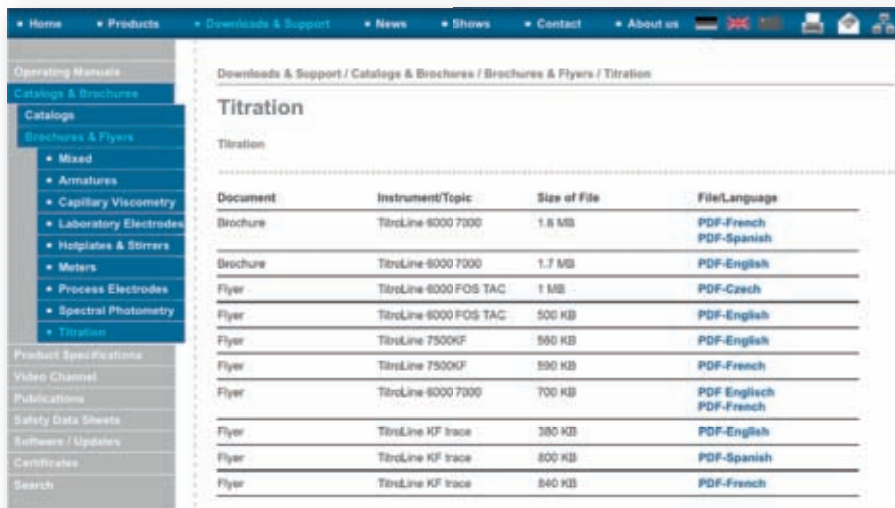 Home Products Downloads & Support News Shows Contact About us
Operating Manuals
Catalogs & Brochures
Catalogs
Brochures & Flyers
Mixed
Armatures
Capillary Viscometry
Laboratory Electrodes
Hotplates & Stirrers
Meters
Process Electrodes
Spectral Photometry
Titration
Product Specifications
Video Channel
Publications
Safety Data Sheets
Software / Updates
Certificates
Search
Downloads & Support / Catalogs & Brochures / Brochures & Flyers / Titration
Titration
Titration
Document Instrument/Topic Size of File File/Language
Brochure TitroLine 6000 7000 1.6 MB PDF-French
PDF-Spanish
Brochure TitroLine 6000 7000 1.7 MB PDF-English
Flyer TitroLine 6000 FOS TAC 1 MB PDF-Czech
Flyer TitroLine 6000 FOS TAC 500 KB PDF-English
Flyer TitroLine 7500KF 560 KB PDF-English
Flyer TitroLine 7500KF 590 KB PDF-French
Flyer TitroLine 6000 7000 700 KB PDF Englisch
PDF-French
Flyer TitroLine KF trace 380 KB PDF-English
Flyer TitroLine KF trace 800 KB PDF-Spanish
Flyer TitroLine KF trace 840 KB PDF-French